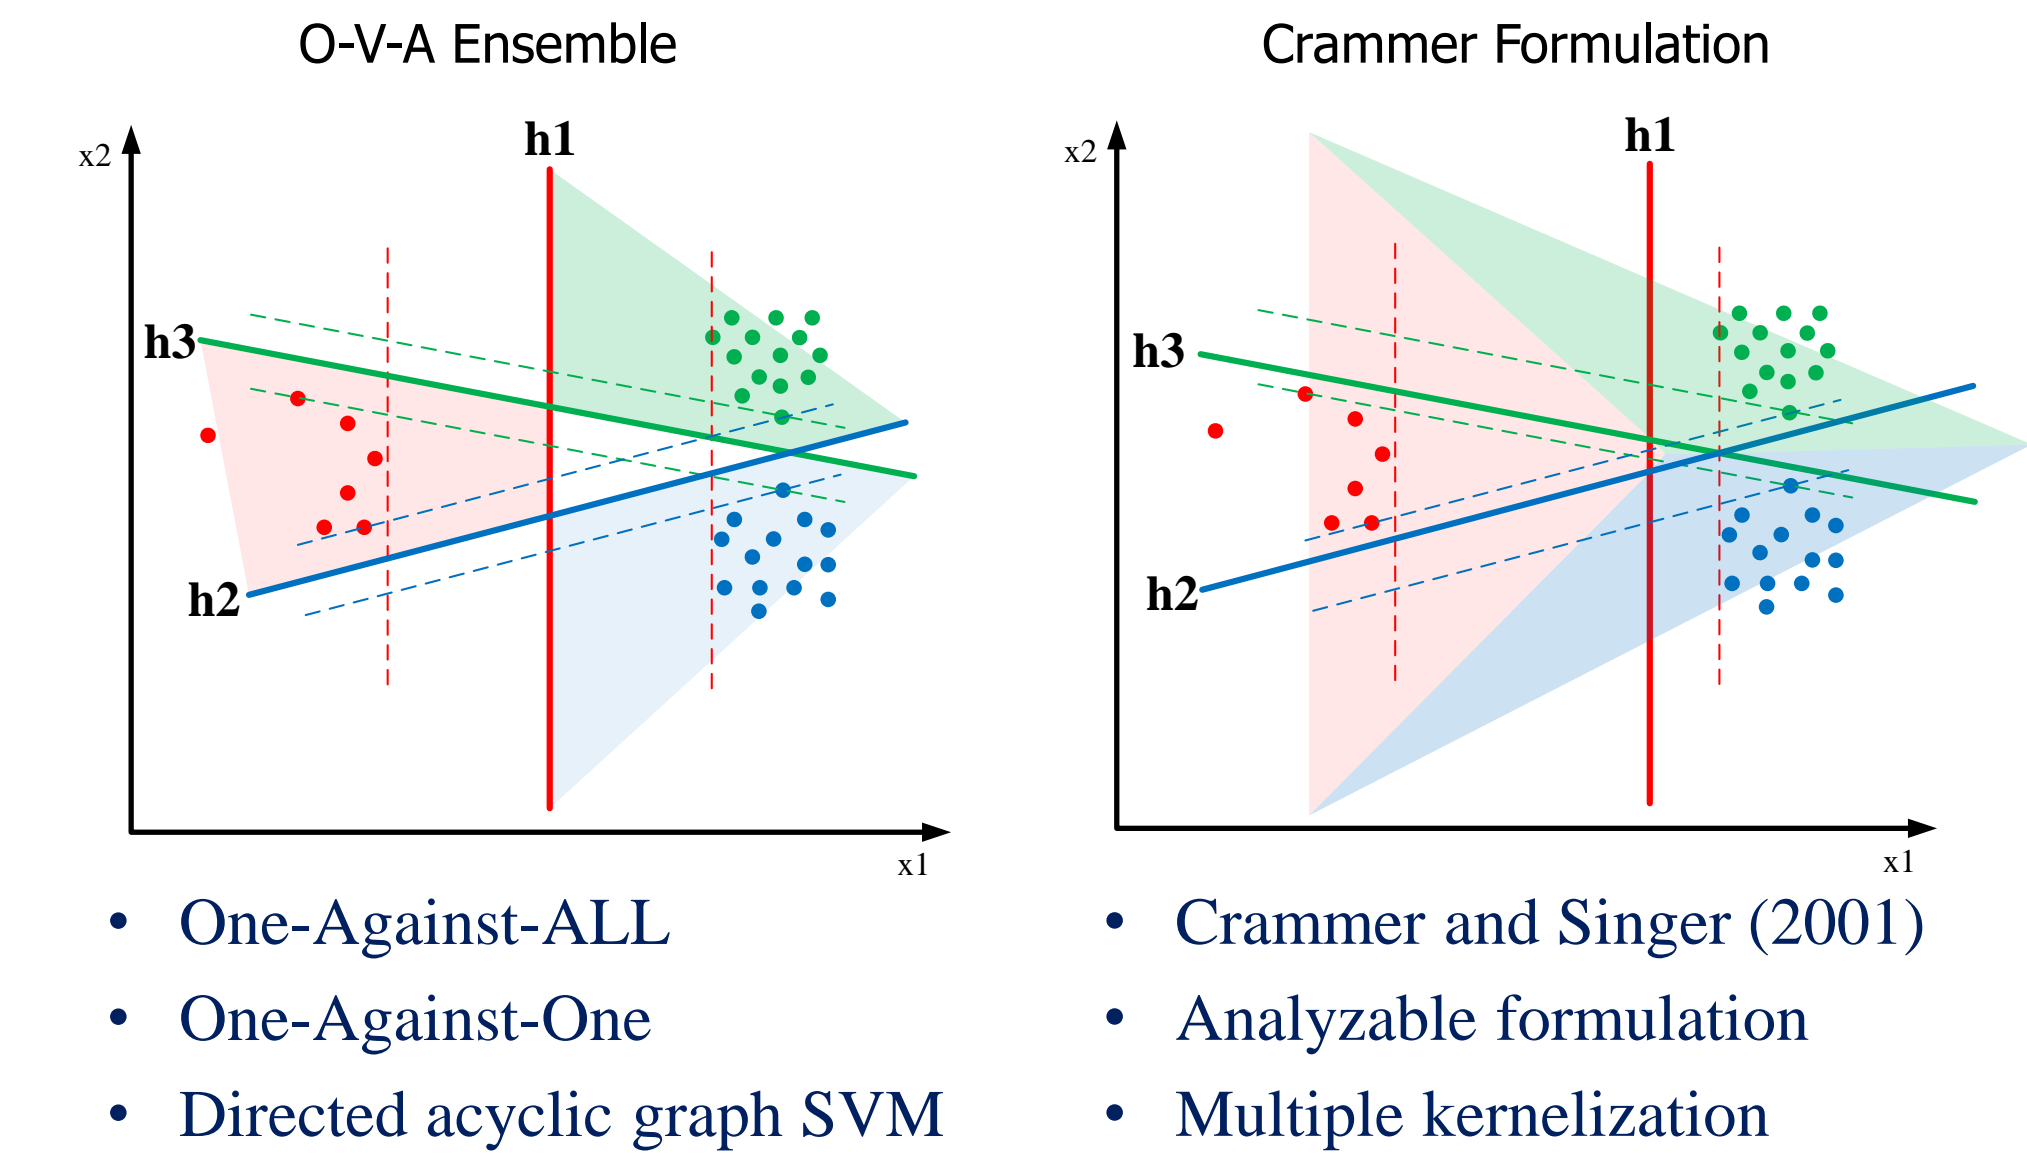 O-V-A Ensemble
x2
h1
h3
h2
x1
• One-Against-ALL
• One-Against-One
• Directed acyclic graph SVM
Crammer Formulation
x2
h1
h3
h2
x1
• Crammer and Singer (2001)
• Analyzable formulation
• Multiple kernelization